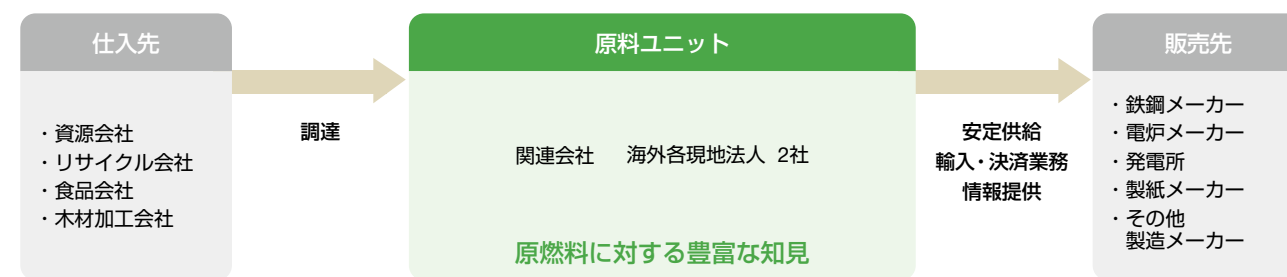 仕入先
・資源会社
・リサイクル会社
・食品会社
・木材加工会社
調達
原料ユニット
関連会社　海外各現地法人 2社
原燃料に対する豊富な知見
安定供給
輸入・決済業務
情報提供
販売先
・鉄鋼メーカー
・電炉メーカー
・発電所
・製紙メーカー
・その他
製造メーカー